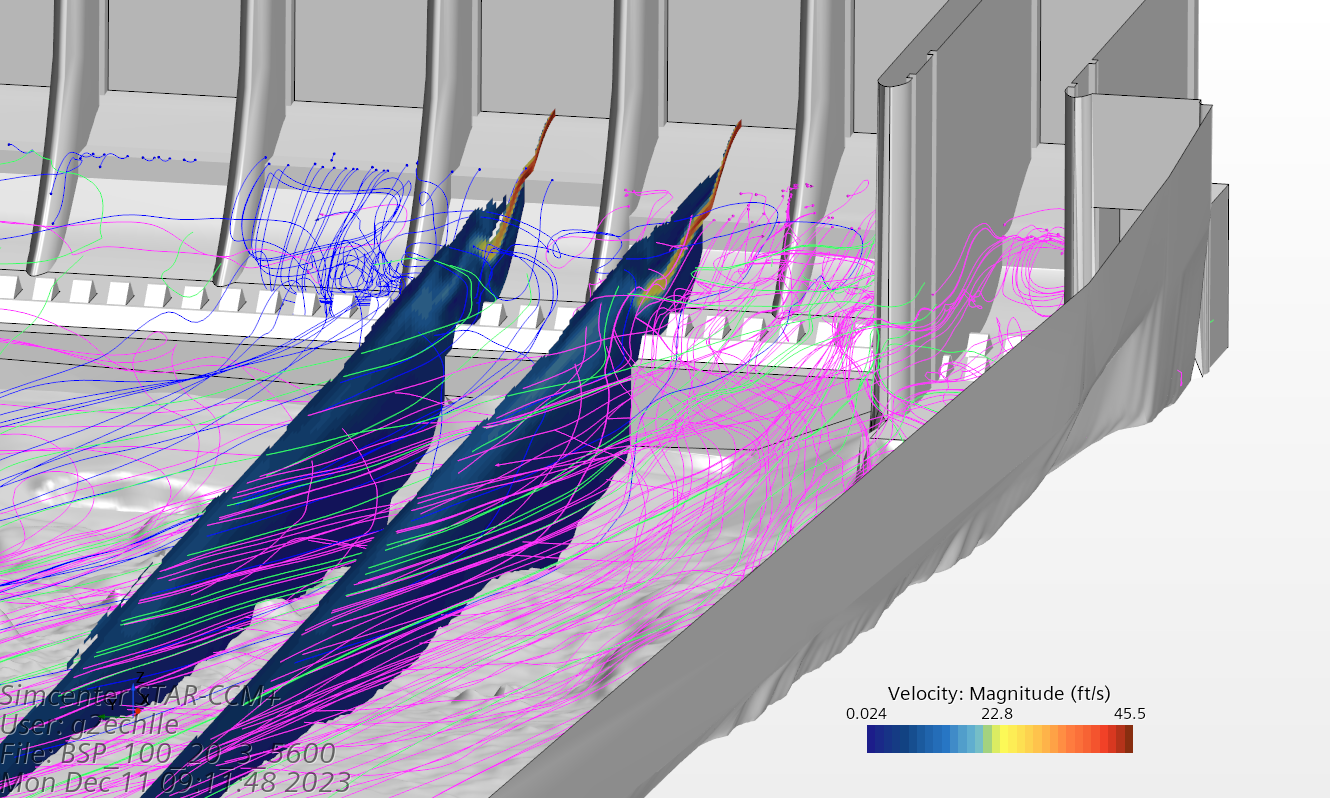 Velocity: Magnitude (ft/s)
0.024 22.8 45.5
Z
Simcenter STAR-CCM+
User: g2echlle
File: BSP_100_20_3_5600
Mon Dec 11 09:11:48 2023